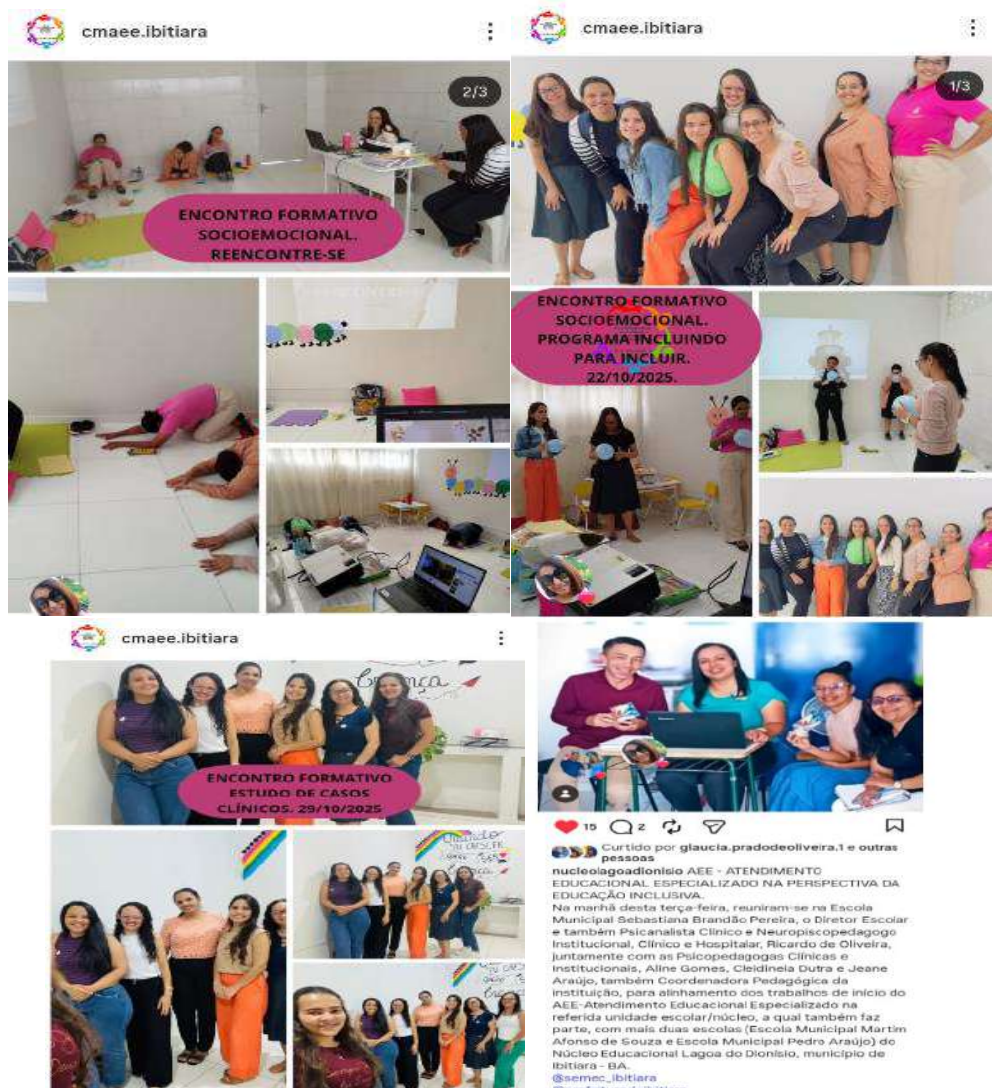 cmaee.ibitiara
2/3
ENCONTRO FORMATIVO
SOCIOEMOCIONAL.
REENCONTRE-SE
cmaee.ibitiara
1/3
ENCONTRO FORMATIVO
SOCIOEMOCIONAL.
PROGRAMA INCLUINDO
PARA INCLUIR.
22/10/2025.
cmaee.ibitiara
Criança
ENCONTRO FORMATIVO
ESTUDO DE CASOS
CLÍNICOS. 29/10/2025
Quando
eu crescer
15 2
Curtido por glaucia.pradodeoliveira.1 e outras
pessoas
nucleolagoadionisio AEE - ATENDIMENTO
EDUCACIONAL ESPECIALIZADO NA PERSPECTIVA DA
EDUCAÇÃO INCLUSIVA.
Na manhã desta terça-feira, reuniram-se na Escola
Municipal Sebastiana Brandão Pereira, o Diretor Escolar
e também Psicanalista Clínico e Neuropiscopedagogo
Institucional, Clínico e Hospitalar, Ricardo de Oliveira,
juntamente com as Psicopedagogas Clínicas e
Institucionais, Aline Gomes, Cleidineia Dutra e Jeane
Araújo, também Coordenadora Pedagógica da
instituição, para alinhamento dos trabalhos de início do
AEE-Atendimento Educacional Especializado na
referida unidade escolar/núcleo, a qual também faz
parte, com mais duas escolas (Escola Municipal Martim
Afonso de Souza e Escola Municipal Pedro Araújo) do
Núcleo Educacional Lagoa do Dionísio, município de
Ibitiara - BA.
@semec_ibitiara